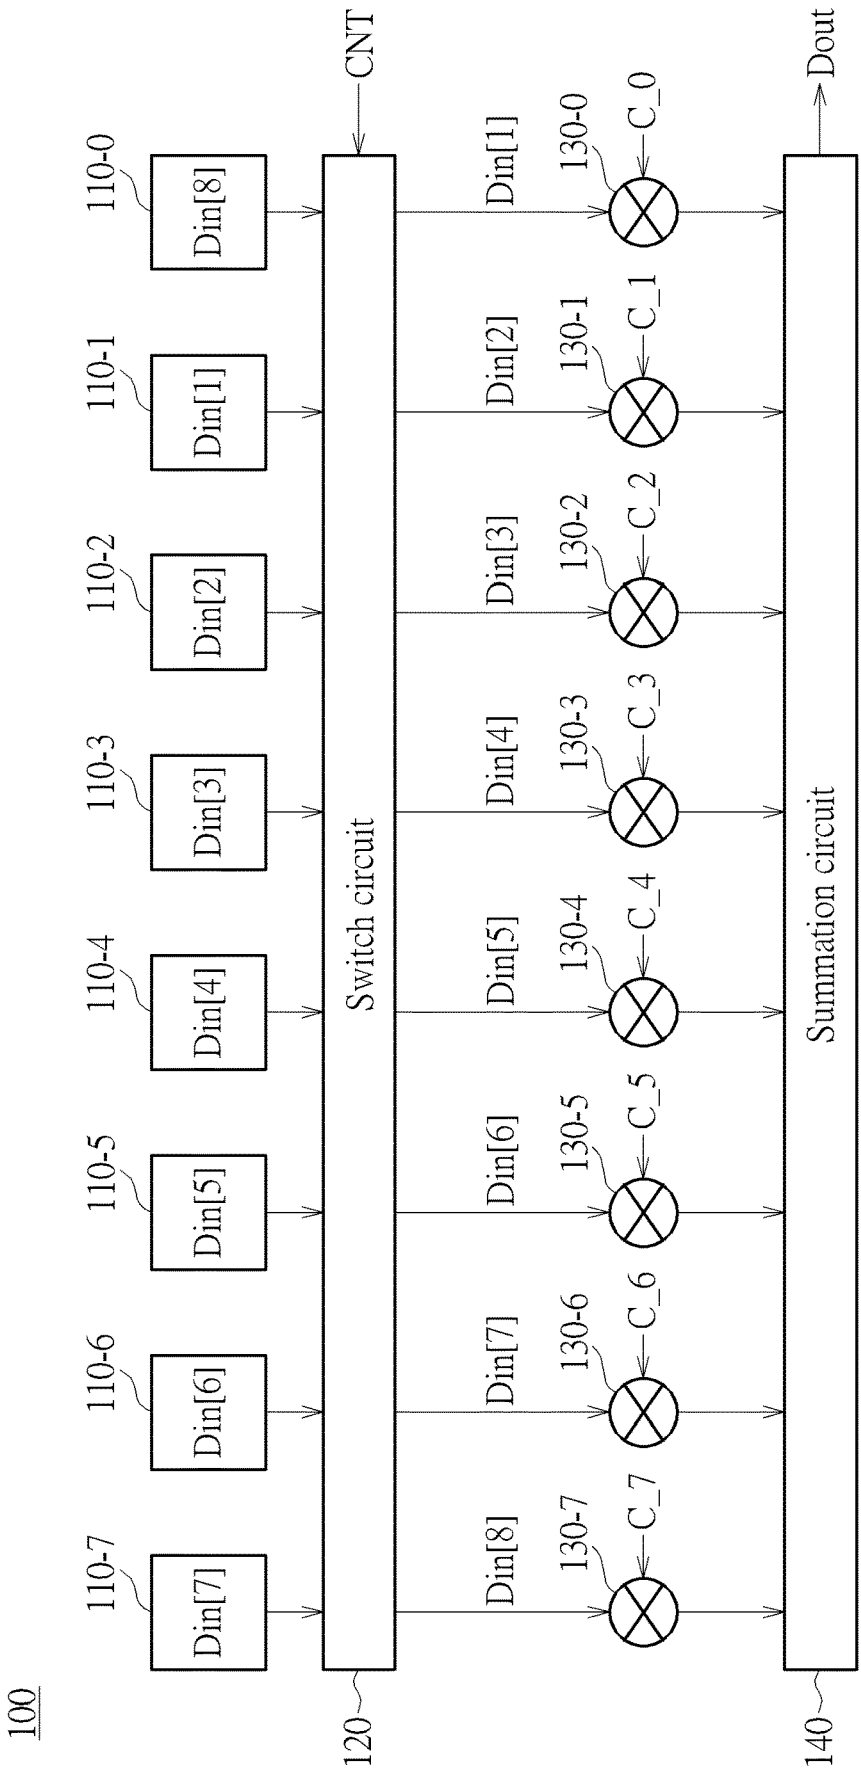 100
110-7
110-6
110-5
110-4
110-3
110-2
110-1
110-0
Din[7]
Din[6]
Din[5]
Din[4]
Din[3]
Din[2]
Din[1]
Din[8]
120
Switch circuit
CNT
Din[8]
Din[7]
Din[6]
Din[5]
Din[4]
Din[3]
Din[2]
Din[1]
130-7
130-6
130-5
130-4
130-3
130-2
130-1
130-0
C_7
C_6
C_5
C_4
C_3
C_2
C_1
C_0
140
Summation circuit
Dout